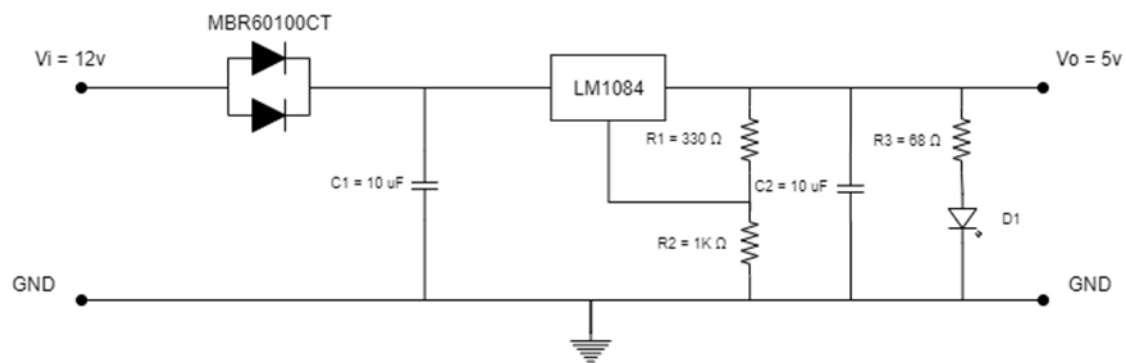 MBR60100CT
Vi = 12v
Vo = 5v
LM1084
R1 = 330 Ω
R3 = 68 Ω
C1 = 10 uF
C2 = 10 uF
D1
R2 = 1K Ω
GND
GND